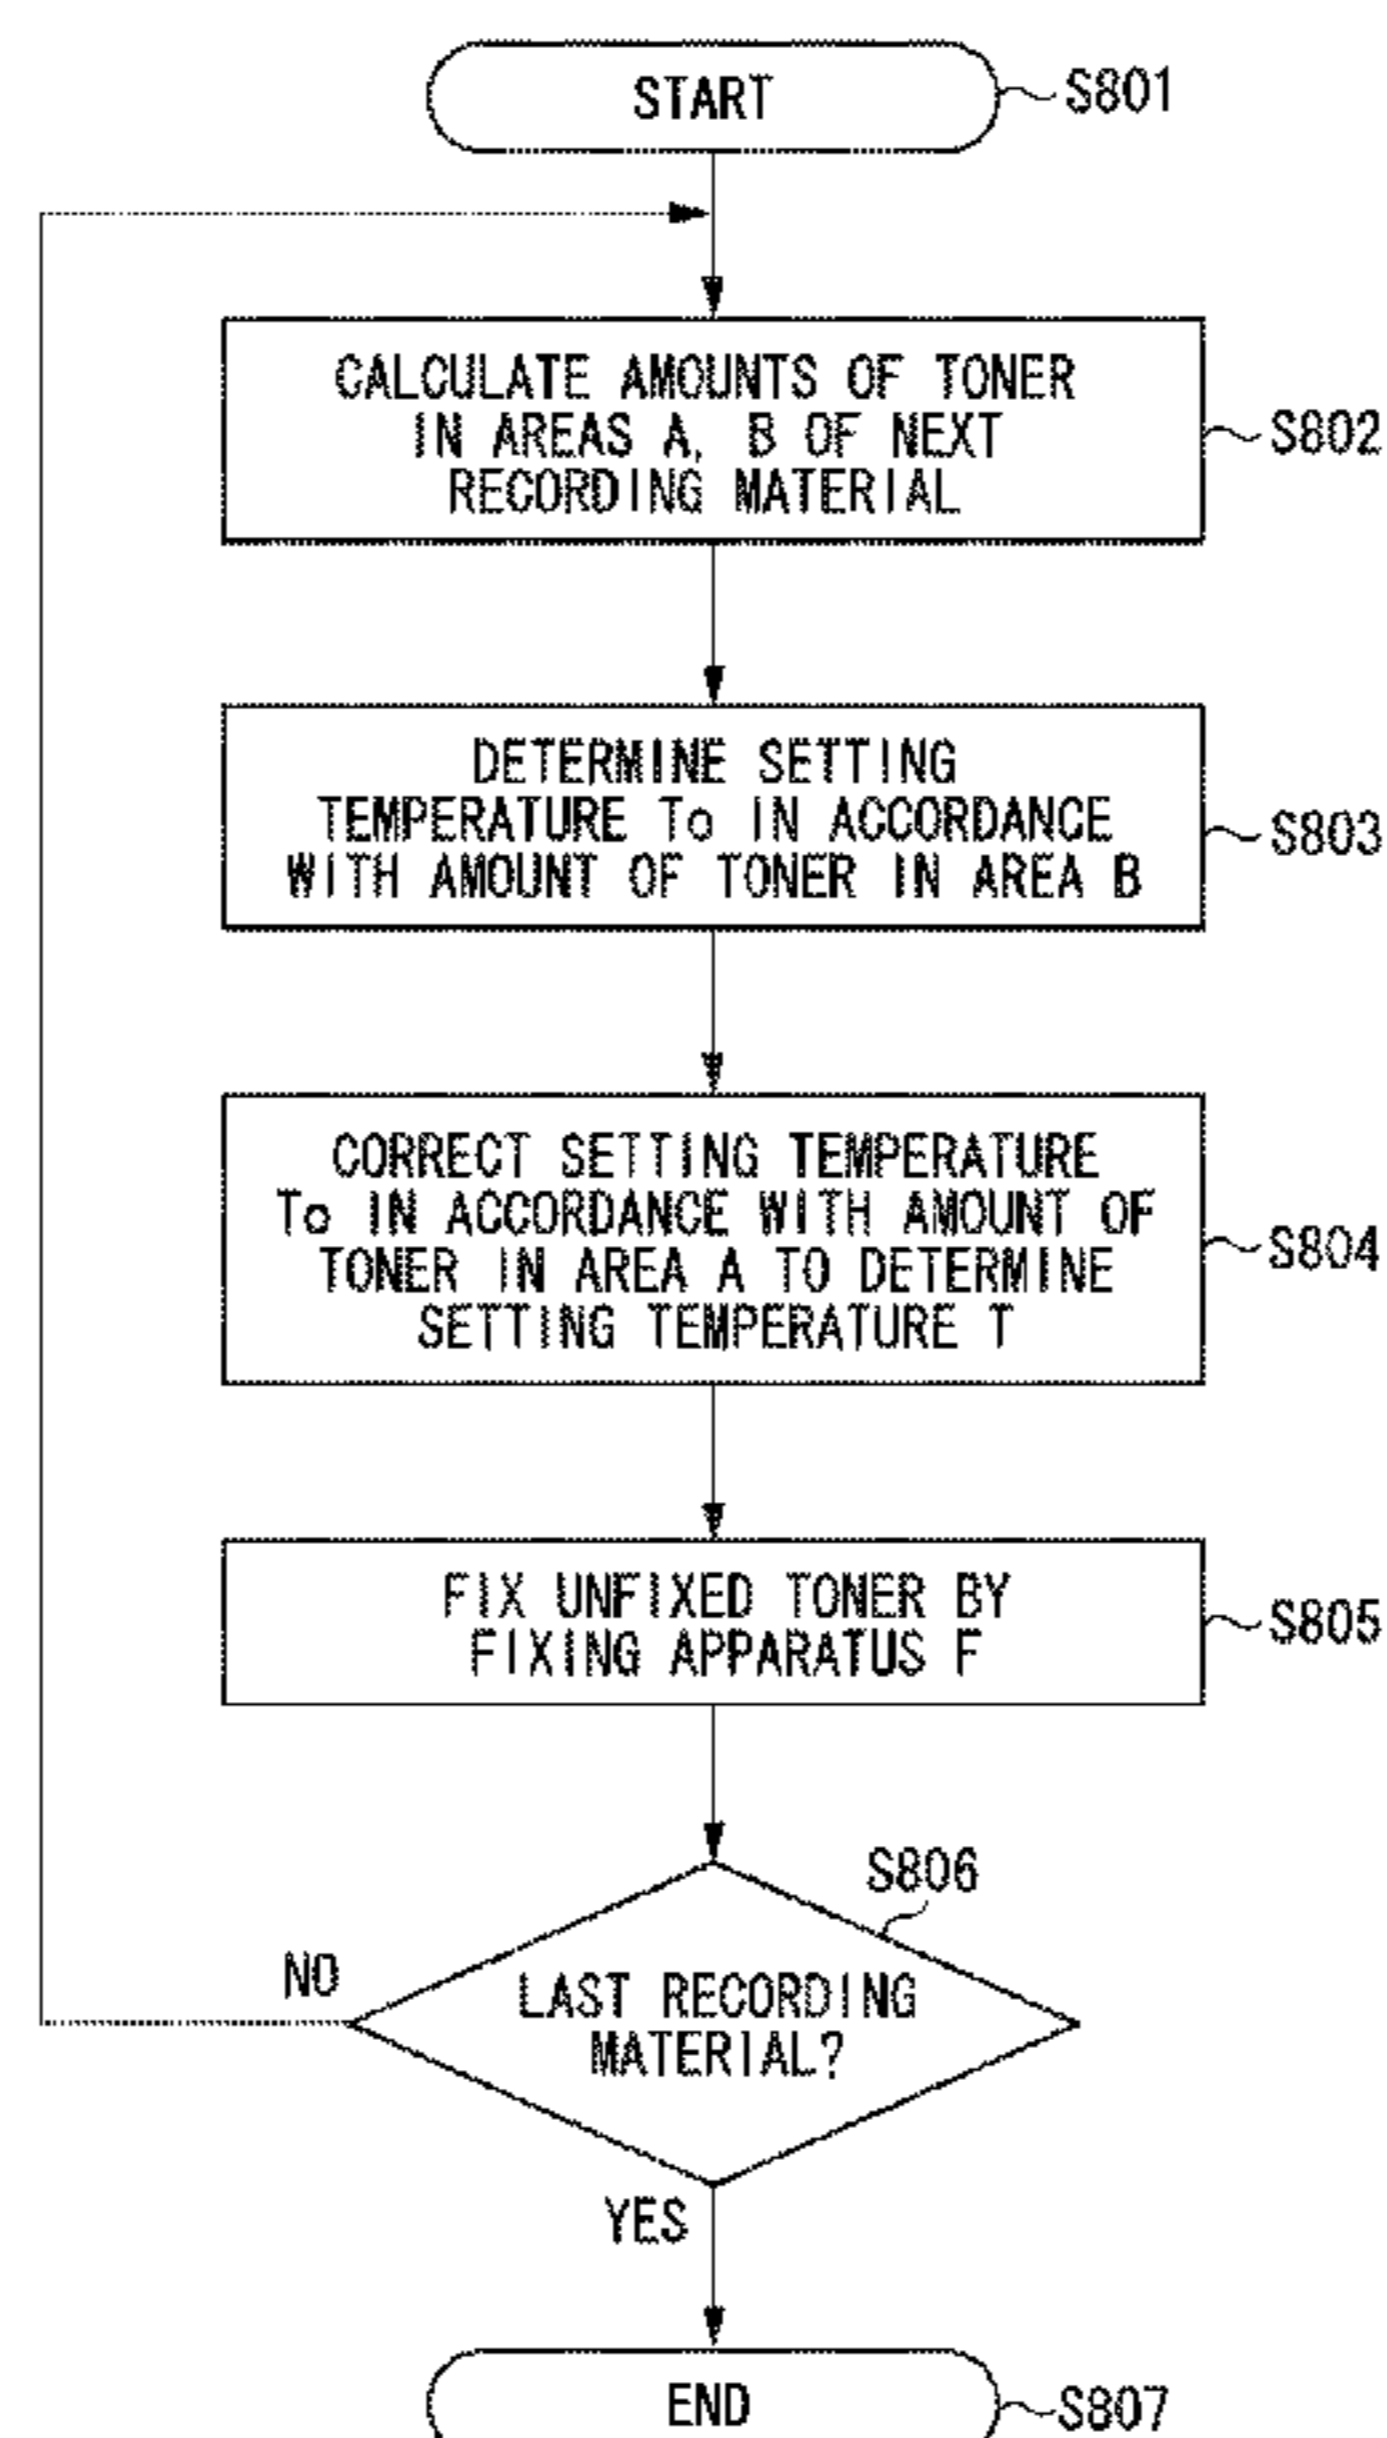 START
S801
CALCULATE AMOUNTS OF TONER
IN AREAS A, B OF NEXT
RECORDING MATERIAL
S802
DETERMINE SETTING
TEMPERATURE To IN ACCORDANCE
WITH AMOUNT OF TONER IN AREA B
S803
CORRECT SETTING TEMPERATURE
To IN ACCORDANCE WITH AMOUNT OF
TONER IN AREA A TO DETERMINE
SETTING TEMPERATURE T
S804
FIX UNFIXED TONER BY
FIXING APPARATUS F
S805
S806
NO
LAST RECORDING
MATERIAL?
YES
END
S807